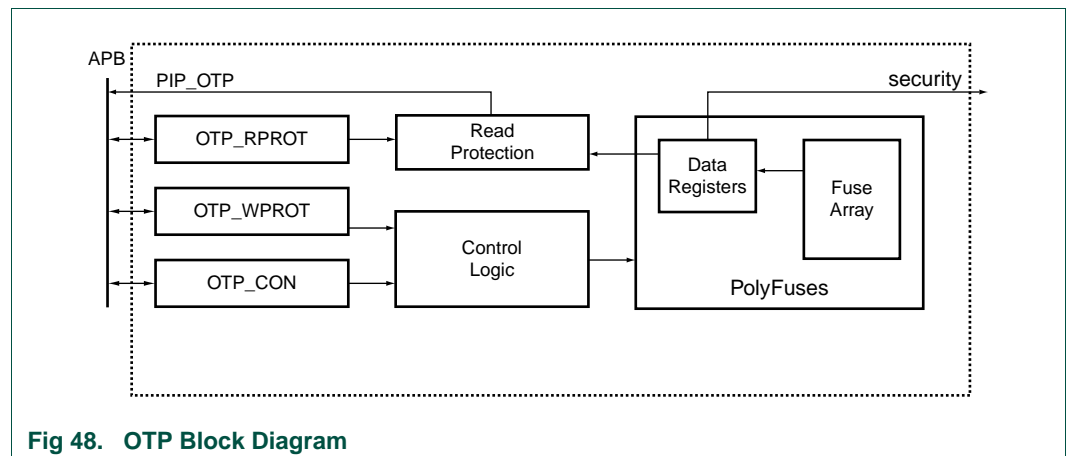 APB
PIP_OTP
security
OTP_RPROT
Read
Protection
Data
Registers
Fuse
Array
OTP_WPROT
Control
Logic
OTP_CON
PolyFuses
Fig 48. OTP Block Diagram